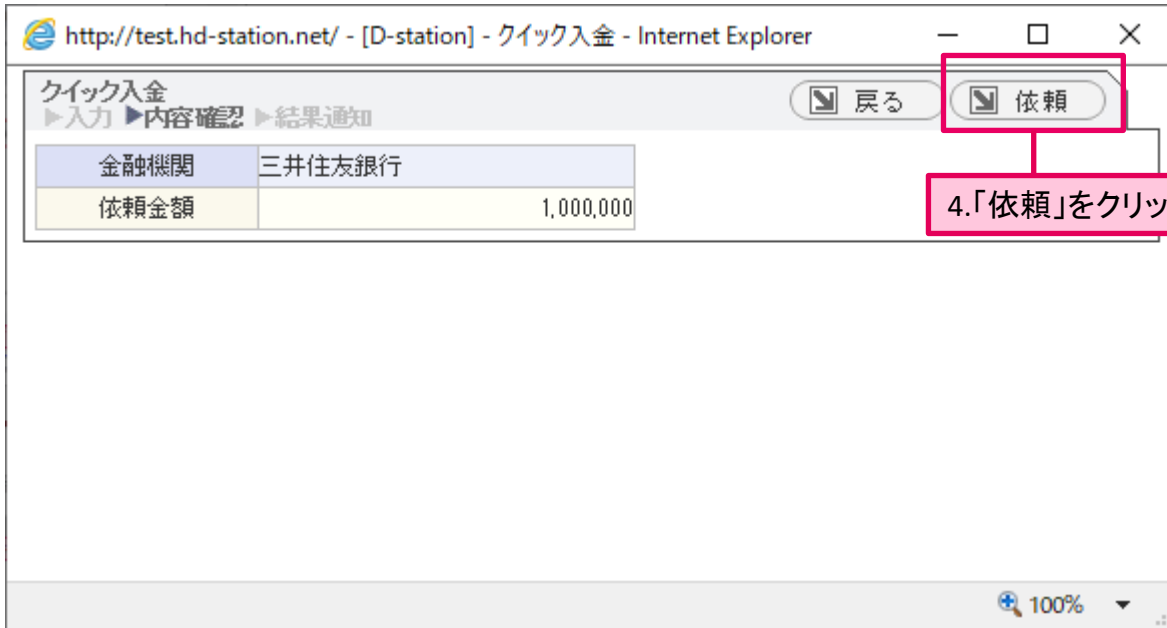 http://test.hd-station.net/ - [D-station] - クイック入金 - Internet Explorer
クイック入金
▶入力 ▶内容確認 ▶結果通知
戻る
依頼
金融機関 三井住友銀行
依頼金額 1,000,000
4.「依頼」をクリッ
100%